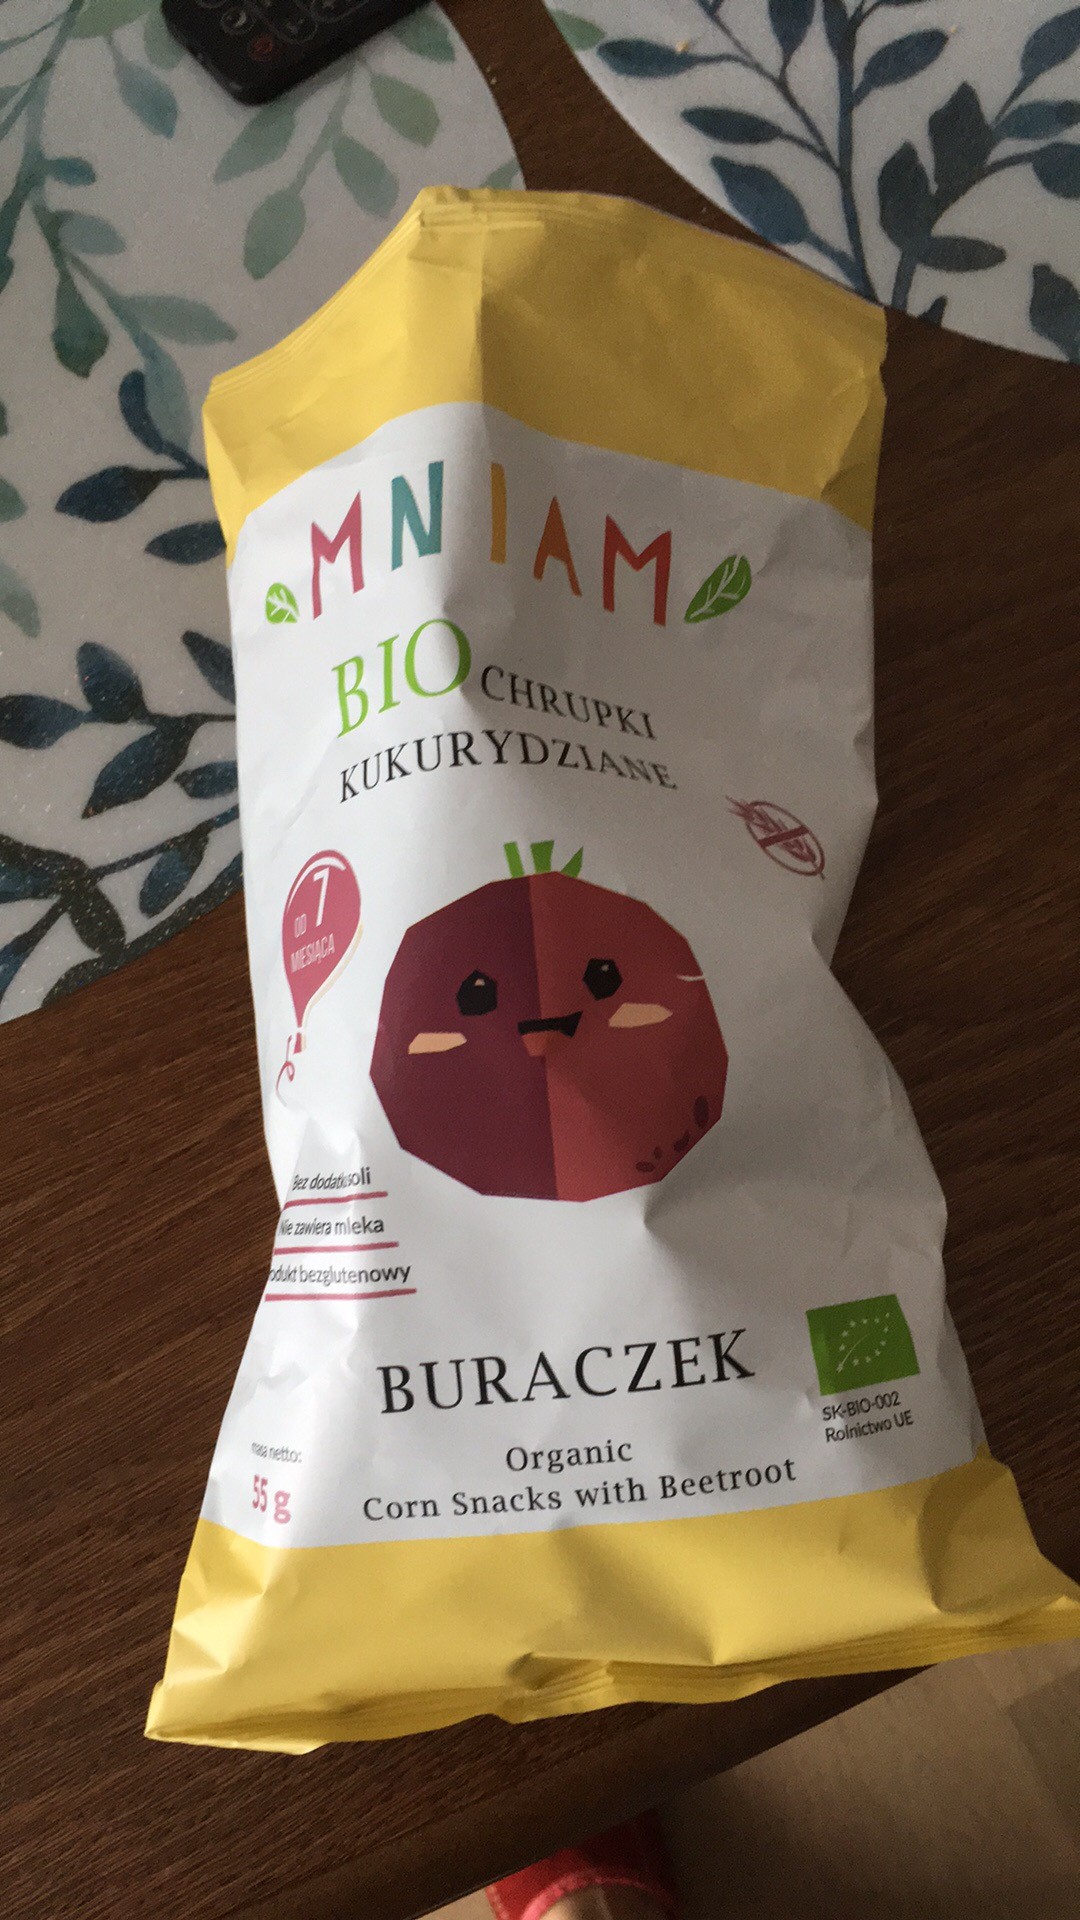 MNIAM
BIO CHRUPKI
KUKURYDZIANE
OD 7
MIESIĄCA
Bez dodatku soli
Nie zawiera mleka
odukt bezglutenowy
BURACZEK
SK-BIO-002
Rolnictwo UE
masa netto:
55 g
Organic
Corn Snacks with Beetroot